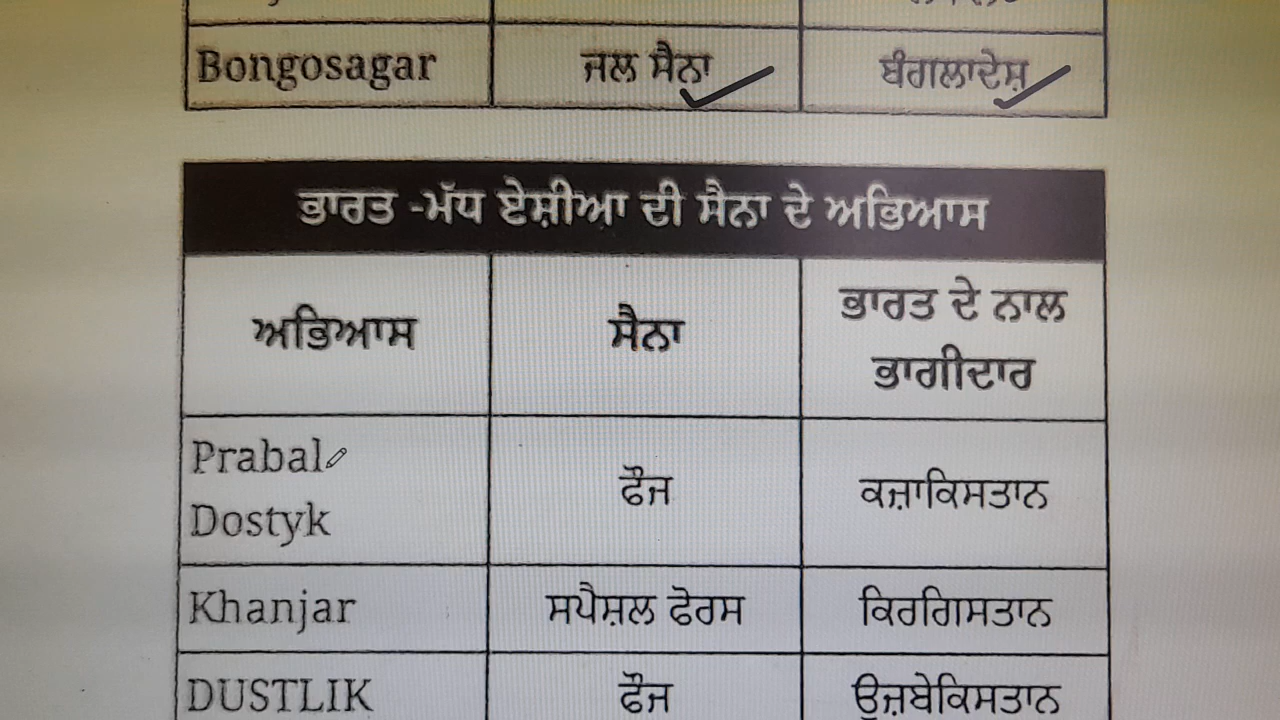 Bongosagar ਜਲ ਸੈਨਾ ਬੰਗਲਾਦੇਸ਼
ਭਾਰਤ -ਮੱਧ ਏਸ਼ੀਆ ਦੀ ਸੈਨਾ ਦੇ ਅਭਿਆਸ
ਅਭਿਆਸ ਸੈਨਾ ਭਾਰਤ ਦੇ ਨਾਲ
ਭਾਗੀਦਾਰ
Prabal
Dostyk ਫੌਜ ਕਜ਼ਾਕਿਸਤਾਨ
Khanjar ਸਪੈਸ਼ਲ ਫੋਰਸ ਕਿਰਗਿਸਤਾਨ
DUSTLIK ਫੌਜ ਉਜ਼ਬੇਕਿਸਤਾਨ